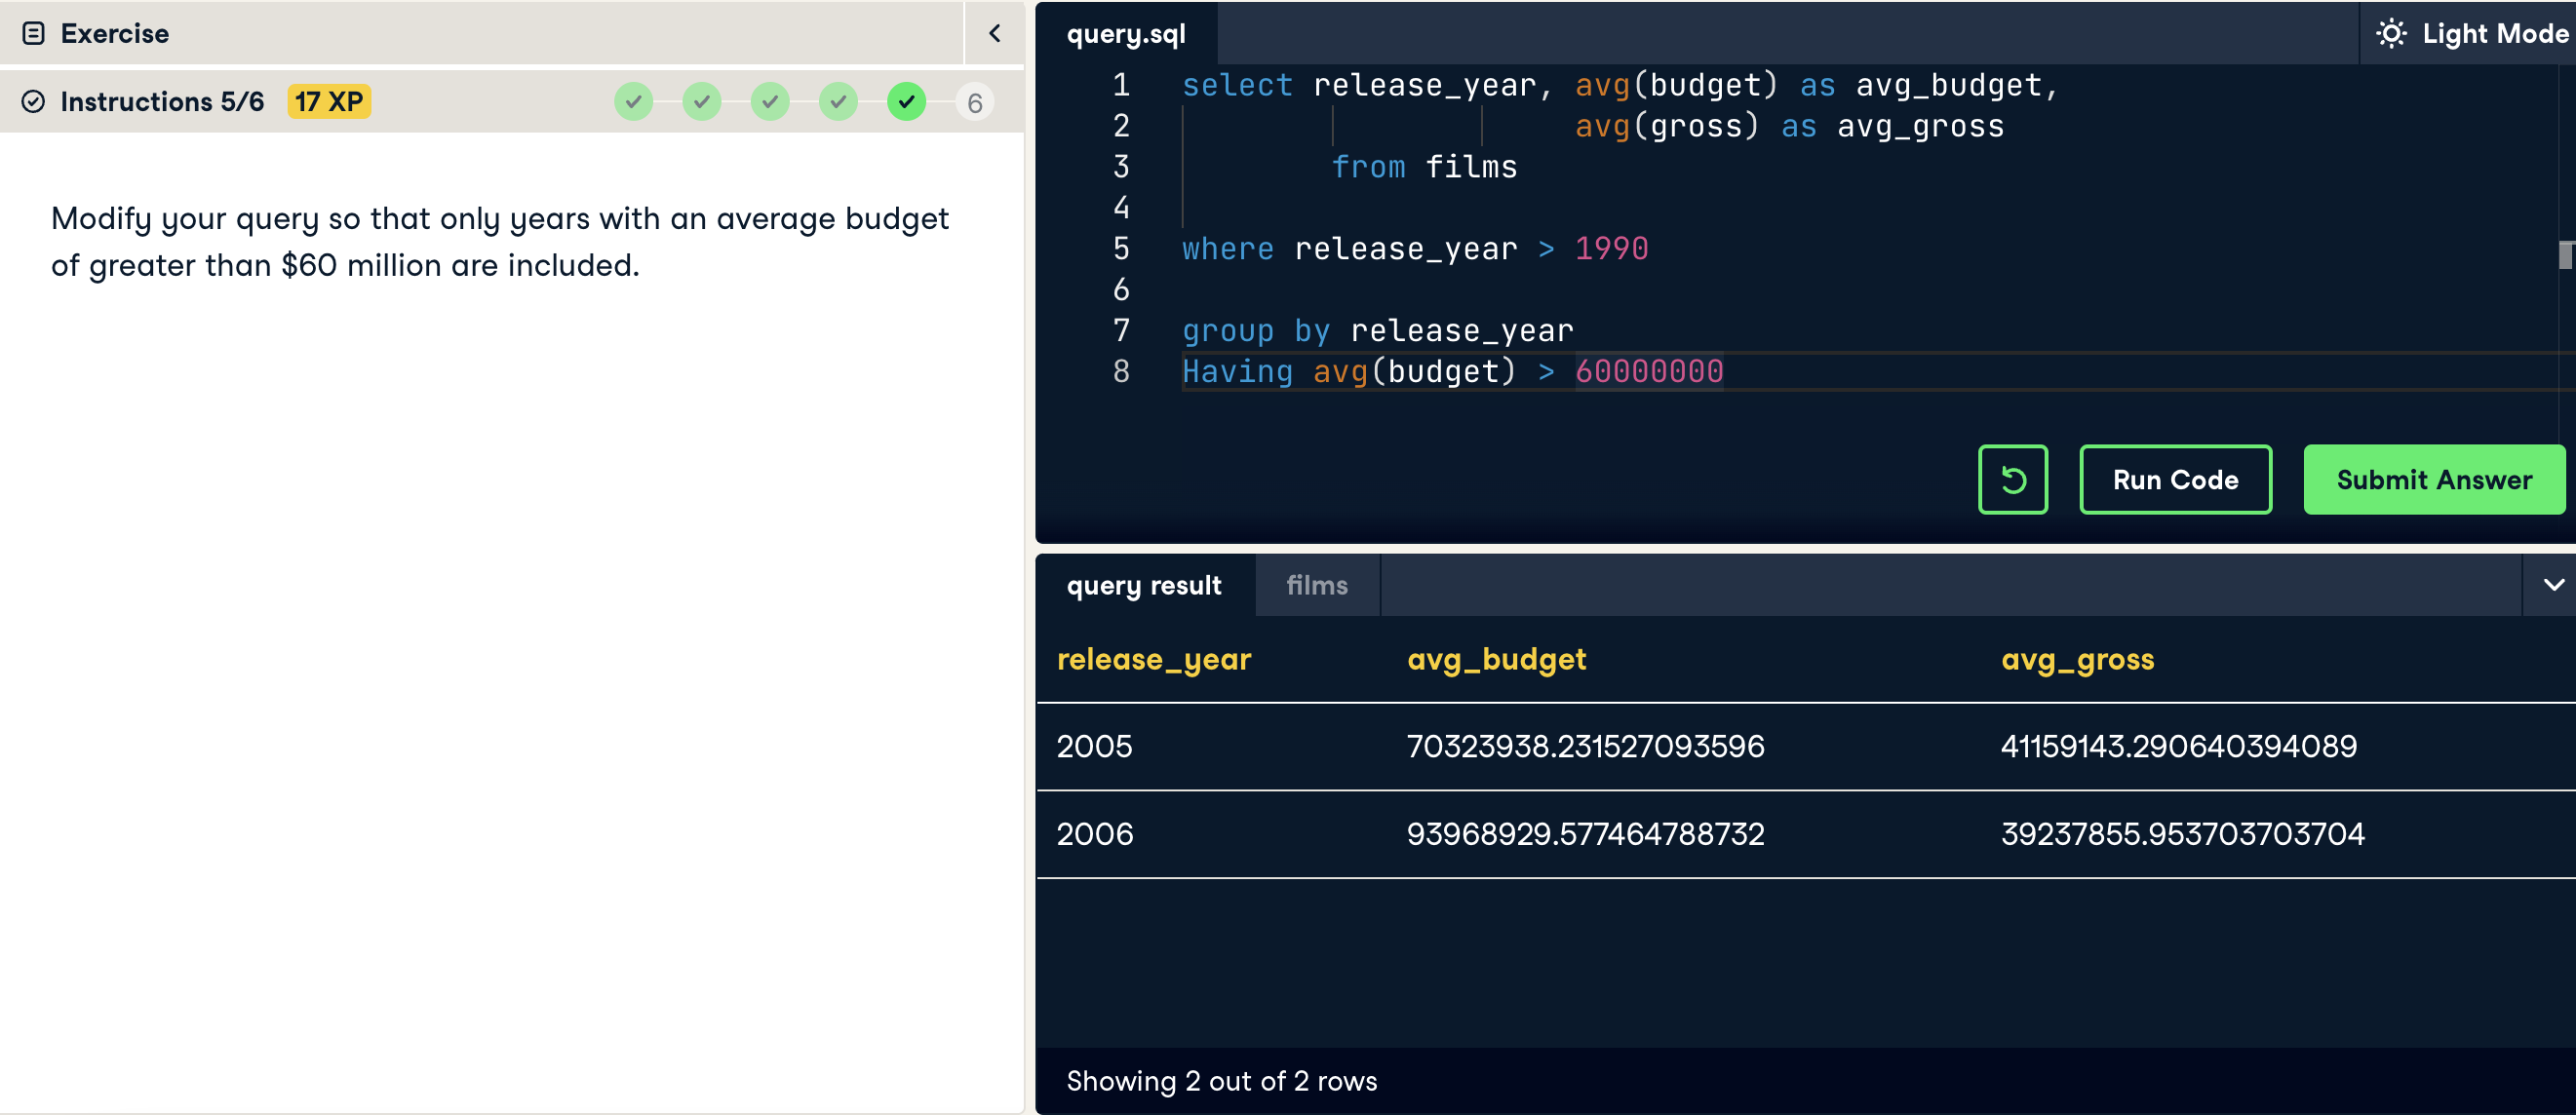 Exercise
Instructions 5/6 17 XP 6
Modify your query so that only years with an average budget
of greater than $60 million are included.
query.sql Light Mode
1 select release_year, avg(budget) as avg_budget,
2 avg(gross) as avg_gross
3 from films
4
5 where release_year > 1990
6
7 group by release_year
8 Having avg(budget) > 60000000
Run Code Submit Answer
query result films
release_year avg_budget avg_gross
2005 70323938.231527093596 41159143.290640394089
2006 93968929.577464788732 39237855.953703703704
Showing 2 out of 2 rows